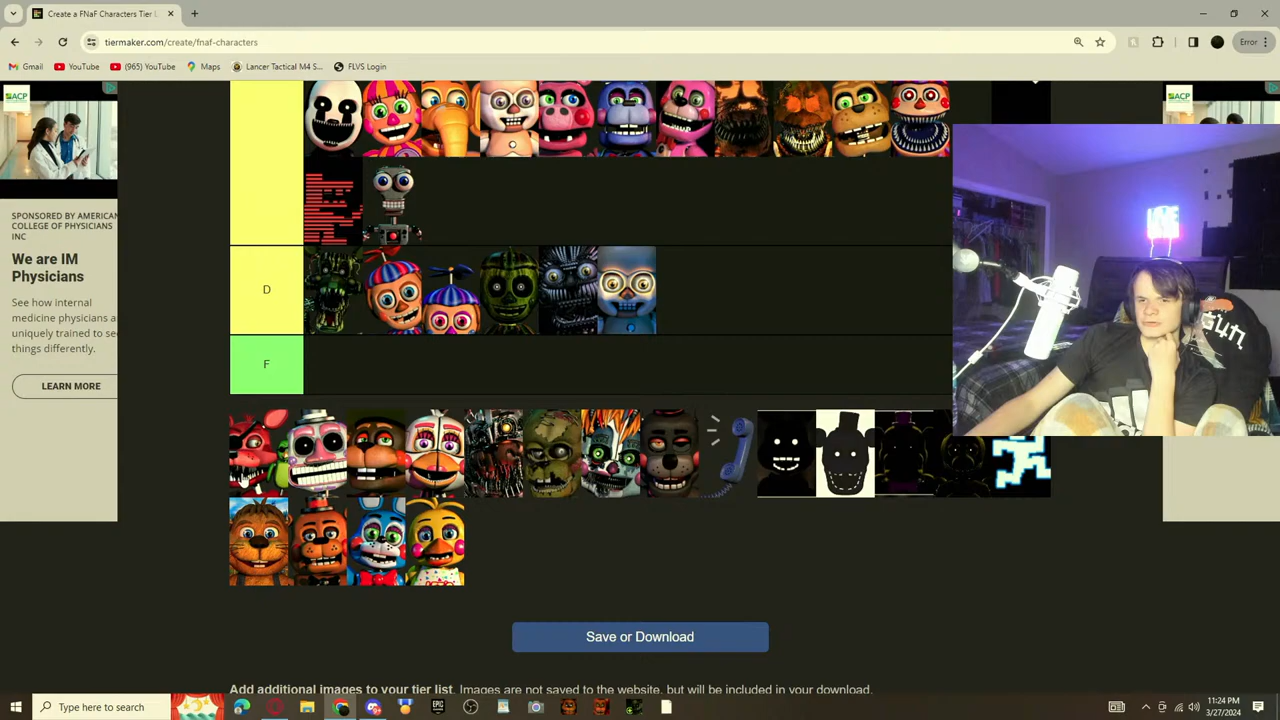 Create a FNaF Characters Tier L
tiermaker.com/create/fnaf-characters
Error
Gmail
YouTube
(965) YouTube
Maps
Lancer Tactical M4 S...
FLVS Login
ACP
ACP
SPONSORED BY AMERICAN
COLLEGE OF PHYSICIANS
INC
We are IM
Physicians
See how internal
medicine physicians a
uniquely trained to se
things differently.
LEARN MORE
D
F
Save or Download
Add additional images to your tier list. Images are not saved to the website, but will be included in your download.
Type here to search
EPIC
11:24 PM
3/27/2024